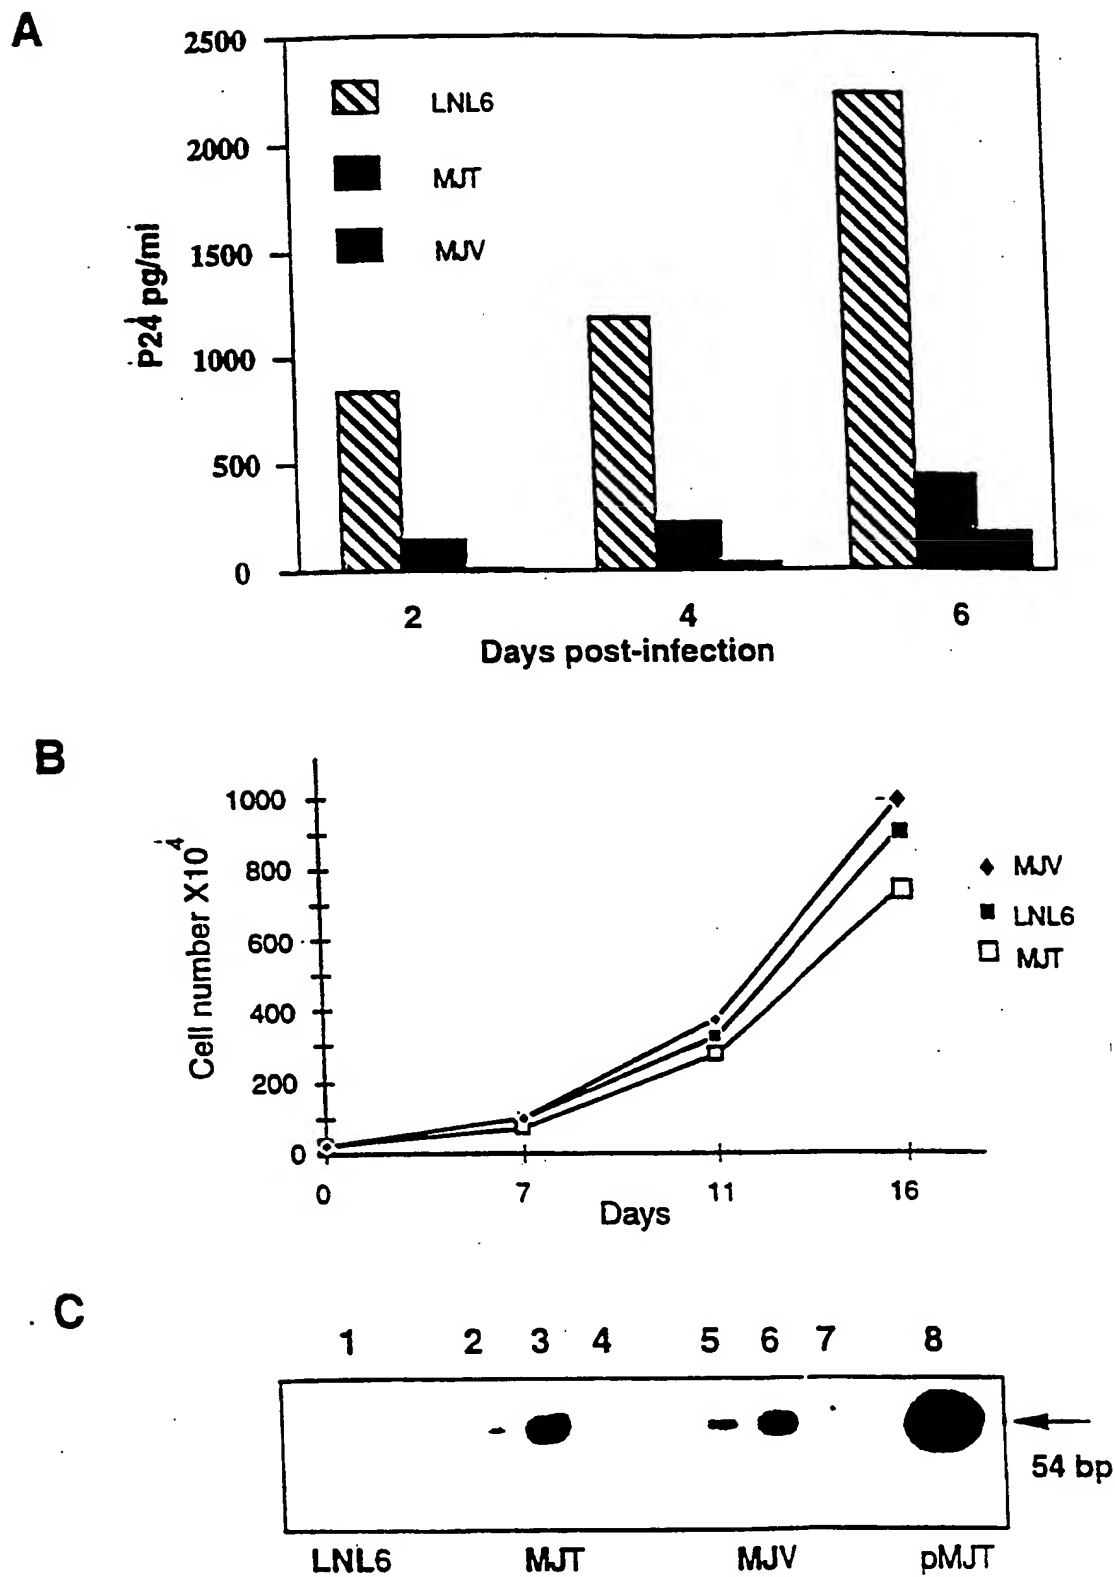 A
2500
2000
1500
1000
500
0
P24 pg/ml
LNL6
MJT
MJV
2 4 6
Days post-infection
B
1000
800
600
400
200
0
Cell number X10⁴
0 7 11 16
Days
MJV
LNL6
MJT
C
1 2 3 4 5 6 7 8
54 bp
LNL6 MJT MJV pMJT